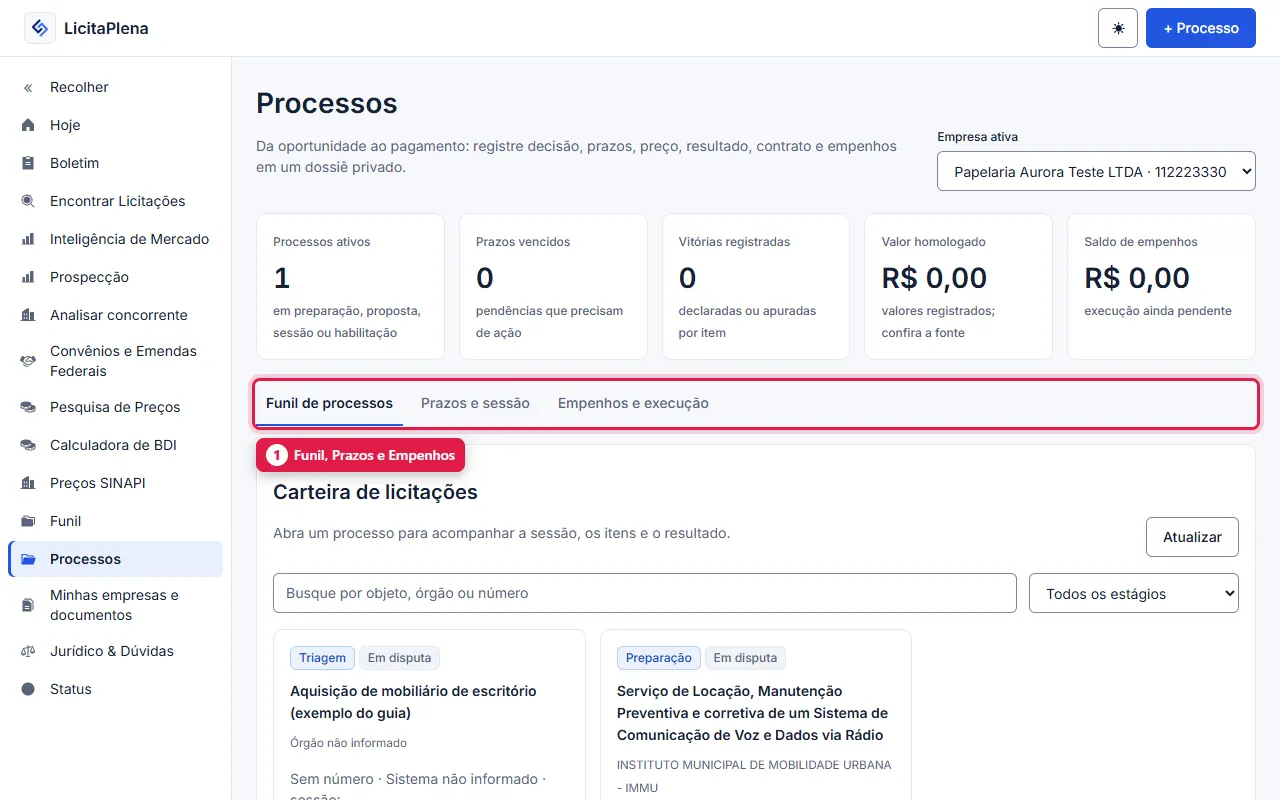 LicitaPlena
☀
+ Processo
« Recolher
Hoje
Boletim
Encontrar Licitações
Inteligência de Mercado
Prospecção
Analisar concorrente
Convênios e Emendas
Federais
Pesquisa de Preços
Calculadora de BDI
Preços SINAPI
Funil
Processos
Minhas empresas e
documentos
Jurídico & Dúvidas
Status
Processos
Da oportunidade ao pagamento: registre decisão, prazos, preço, resultado, contrato e empenhos
em um dossiê privado.
Empresa ativa
Papelaria Aurora Teste LTDA · 112223330
Processos ativos
1
em preparação, proposta,
sessão ou habilitação
Prazos vencidos
0
pendências que precisam
de ação
Vitórias registradas
0
declaradas ou apuradas
por item
Valor homologado
R$ 0,00
valores registrados;
confira a fonte
Saldo de empenhos
R$ 0,00
execução ainda pendente
Funil de processos
Prazos e sessão
Empenhos e execução
1 Funil, Prazos e Empenhos
Carteira de licitações
Abra um processo para acompanhar a sessão, os itens e o resultado.
Atualizar
Busque por objeto, órgão ou número
Todos os estágios
Triagem
Em disputa
Aquisição de mobiliário de escritório
(exemplo do guia)
Órgão não informado
Sem número · Sistema não informado ·
sessão:
Preparação
Em disputa
Serviço de Locação, Manutenção
Preventiva e corretiva de um Sistema de
Comunicação de Voz e Dados via Rádio
INSTITUTO MUNICIPAL DE MOBILIDADE URBANA
- IMMU